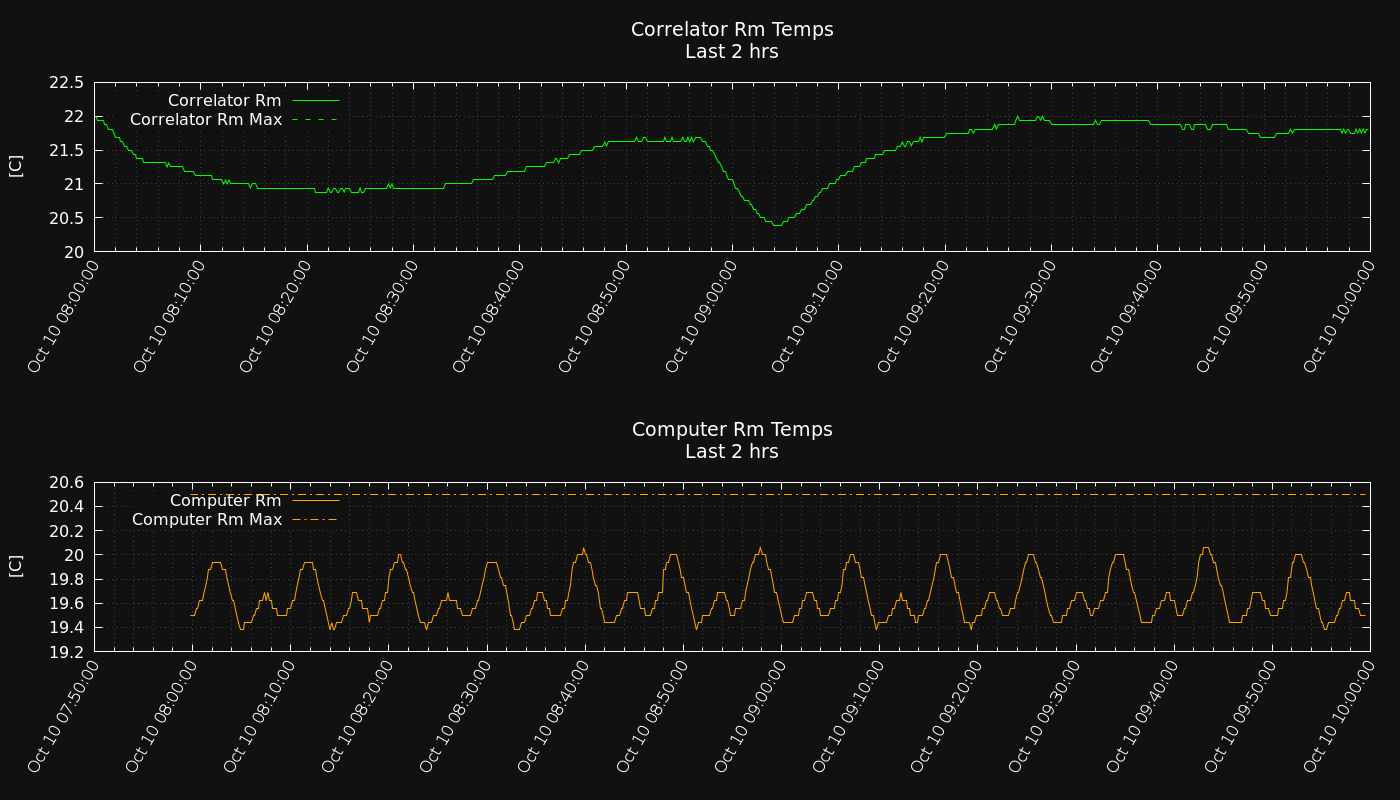 Correlator Rm Temps
Last 2 hrs
22.5
22
21.5
21
20.5
20
[C]
Correlator Rm
Correlator Rm Max
Oct 10 08:00:00
Oct 10 08:10:00
Oct 10 08:20:00
Oct 10 08:30:00
Oct 10 08:40:00
Oct 10 08:50:00
Oct 10 09:00:00
Oct 10 09:10:00
Oct 10 09:20:00
Oct 10 09:30:00
Oct 10 09:40:00
Oct 10 09:50:00
Oct 10 10:00:00
Computer Rm Temps
Last 2 hrs
20.6
20.4
20.2
20
19.8
19.6
19.4
19.2
[C]
Computer Rm
Computer Rm Max
Oct 10 07:50:00
Oct 10 08:00:00
Oct 10 08:10:00
Oct 10 08:20:00
Oct 10 08:30:00
Oct 10 08:40:00
Oct 10 08:50:00
Oct 10 09:00:00
Oct 10 09:10:00
Oct 10 09:20:00
Oct 10 09:30:00
Oct 10 09:40:00
Oct 10 09:50:00
Oct 10 10:00:00